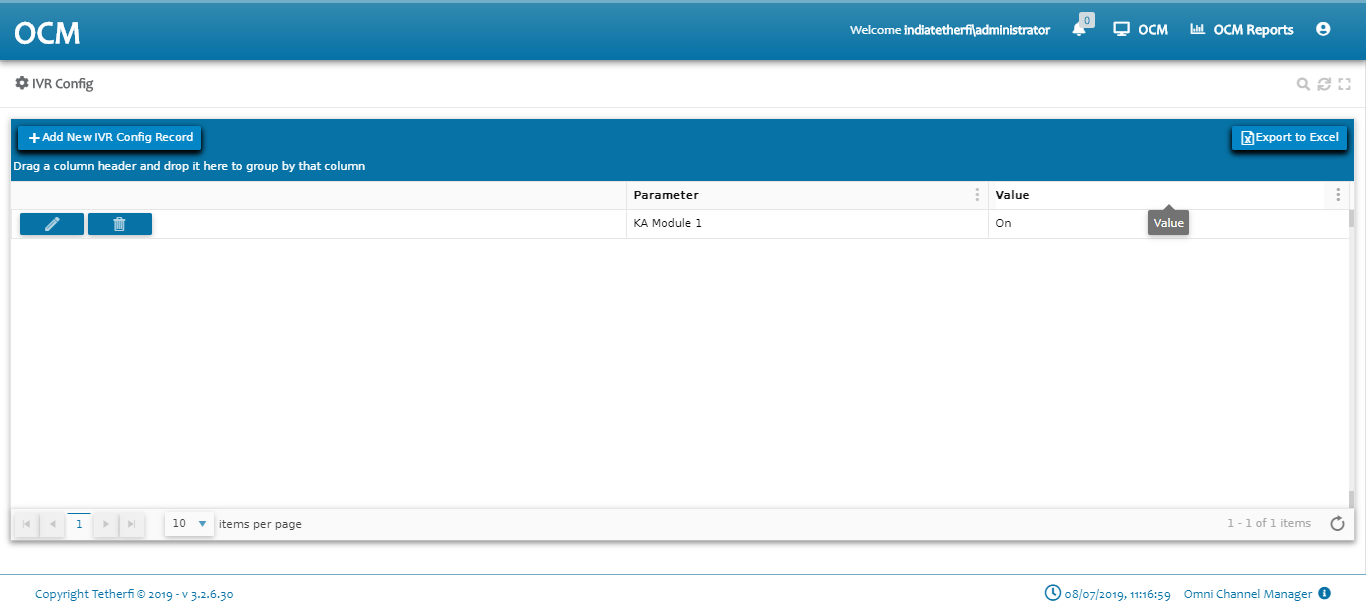 OCM
Welcome indiatetherfi\administrator
0
OCM
OCM Reports
IVR Config
Add New IVR Config Record
Export to Excel
Drag a column header and drop it here to group by that column
Parameter
Value
KA Module 1
On
Value
1
10
items per page
1 - 1 of 1 items
Copyright Tetherfi © 2019 - v 3.2.6.30
08/07/2019, 11:16:59
Omni Channel Manager